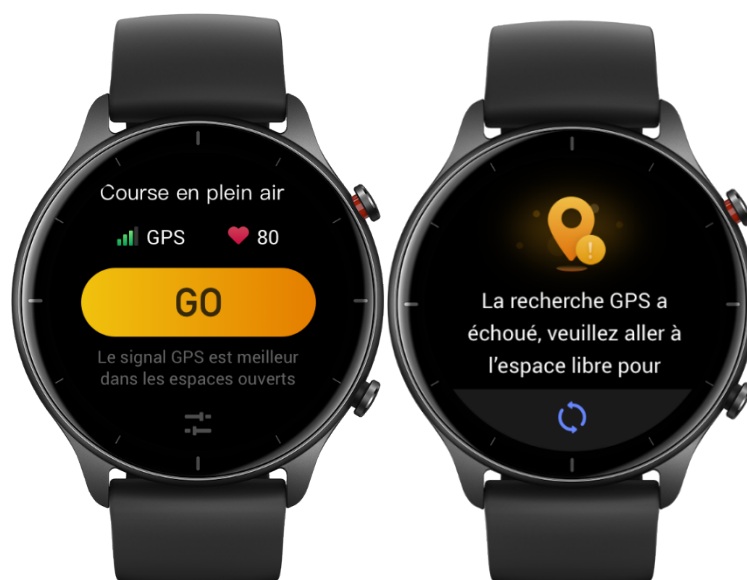 Course en plein air
GPS
80
GO
Le signal GPS est meilleur
dans les espaces ouverts
La recherche GPS a
échoué, veuillez aller à
l'espace libre pour